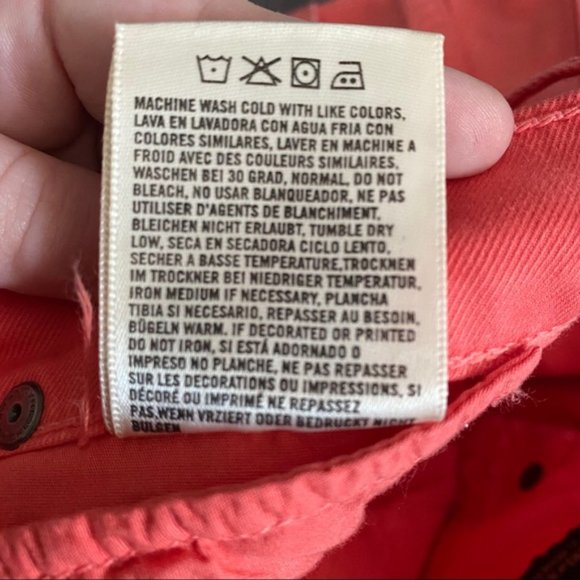 MACHINE WASH COLD WITH LIKE COLORS,
LAVA EN LAVADORA CON AGUA FRIA CON
COLORES SIMILARES, LAVER EN MACHINE A
FROID AVEC DES COULEURS SIMILAIRES.
WASCHEN BEI 30 GRAD, NORMAL, DO NOT
BLEACH, NO USAR BLANQUEADOR, NE PAS
UTILISER D'AGENTS DE BLANCHIMENT,
BLEICHEN NICHT ERLAUBT, TUMBLE DRY
LOW, SECA EN SECADORA CICLO LENTO,
SECHER A BASSE TEMPERATURE,TROCKNEN
IM TROCKNER BEI NIEDRIGER TEMPERATUR,
IRON MEDIUM IF NECESSARY, PLANCHA
TIBIA SI NECESARIO, REPASSER AU BESOIN,
BÜGELN WARM. IF DECORATED OR PRINTED
DO NOT IRON, SI ESTÁ ADORNADO O
IMPRESO NO PLANCHE, NE PAS REPASSER
SUR LES DECORATIONS OU IMPRESSIONS, SI
DÉCORÉ OU IMPRIMED NE REPASSEZ
PAS,WENN VRZIERT ODER BEDRUCKT NICHT
BULGEN